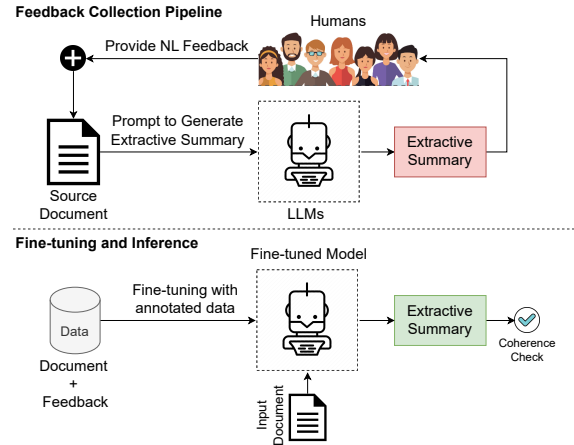 Feedback Collection Pipeline
Humans
Provide NL Feedback
Prompt to Generate
Extractive Summary
Extractive
Summary
Source
Document
LLMs
Fine-tuning and Inference
Fine-tuned Model
Fine-tuning with
annotated data
Data
Extractive
Summary
Coherence
Check
Document
+
Feedback
Input
Document